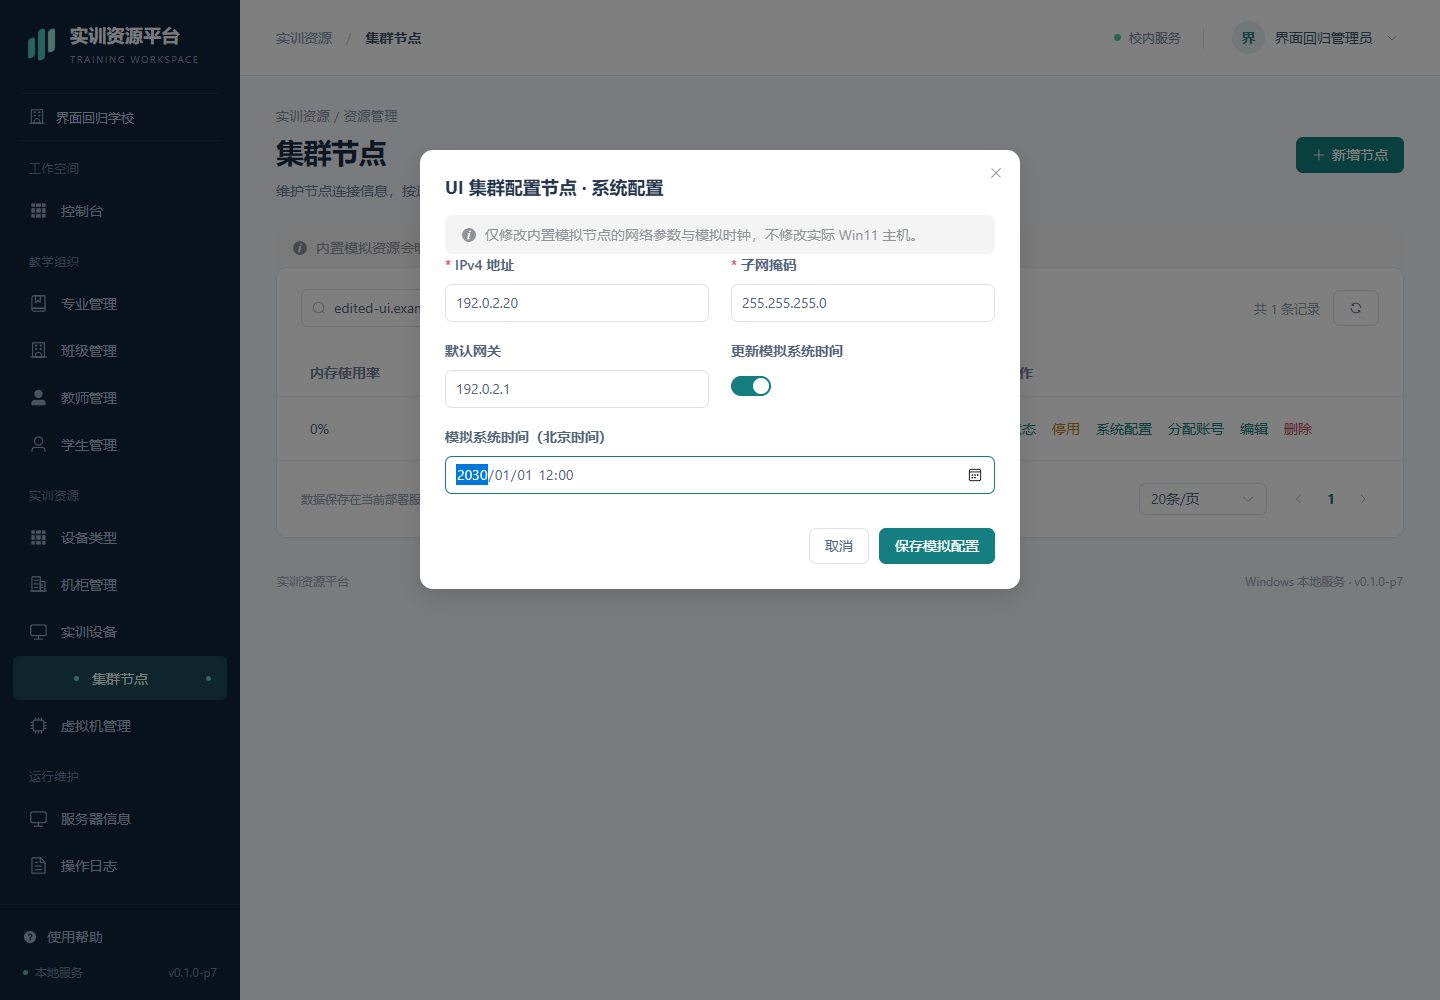 实训资源平台
TRAINING WORKSPACE
界面回归学校
工作空间
控制台
教学组织
专业管理
班级管理
教师管理
学生管理
实训资源
设备类型
机柜管理
实训设备
集群节点
虚拟机管理
运行维护
服务器信息
操作日志
使用帮助
本地服务 v0.1.0-p7
实训资源 / 集群节点
校内服务
界 界面回归管理员
实训资源 / 资源管理
集群节点
维护节点连接信息，按
+ 新增节点
内置模拟资源会
edited-ui.exam
共 1 条记录
内存使用率
作
0%
态 停用 系统配置 分配账号 编辑 删除
数据保存在当前部署服
20条/页
1
实训资源平台
Windows 本地服务 · v0.1.0-p7
UI 集群配置节点 · 系统配置
仅修改内置模拟节点的网络参数与模拟时钟，不修改实际 Win11 主机。
* IPv4 地址
* 子网掩码
192.0.2.20
255.255.255.0
默认网关
更新模拟系统时间
192.0.2.1
模拟系统时间（北京时间）
2030/01/01 12:00
取消
保存模拟配置